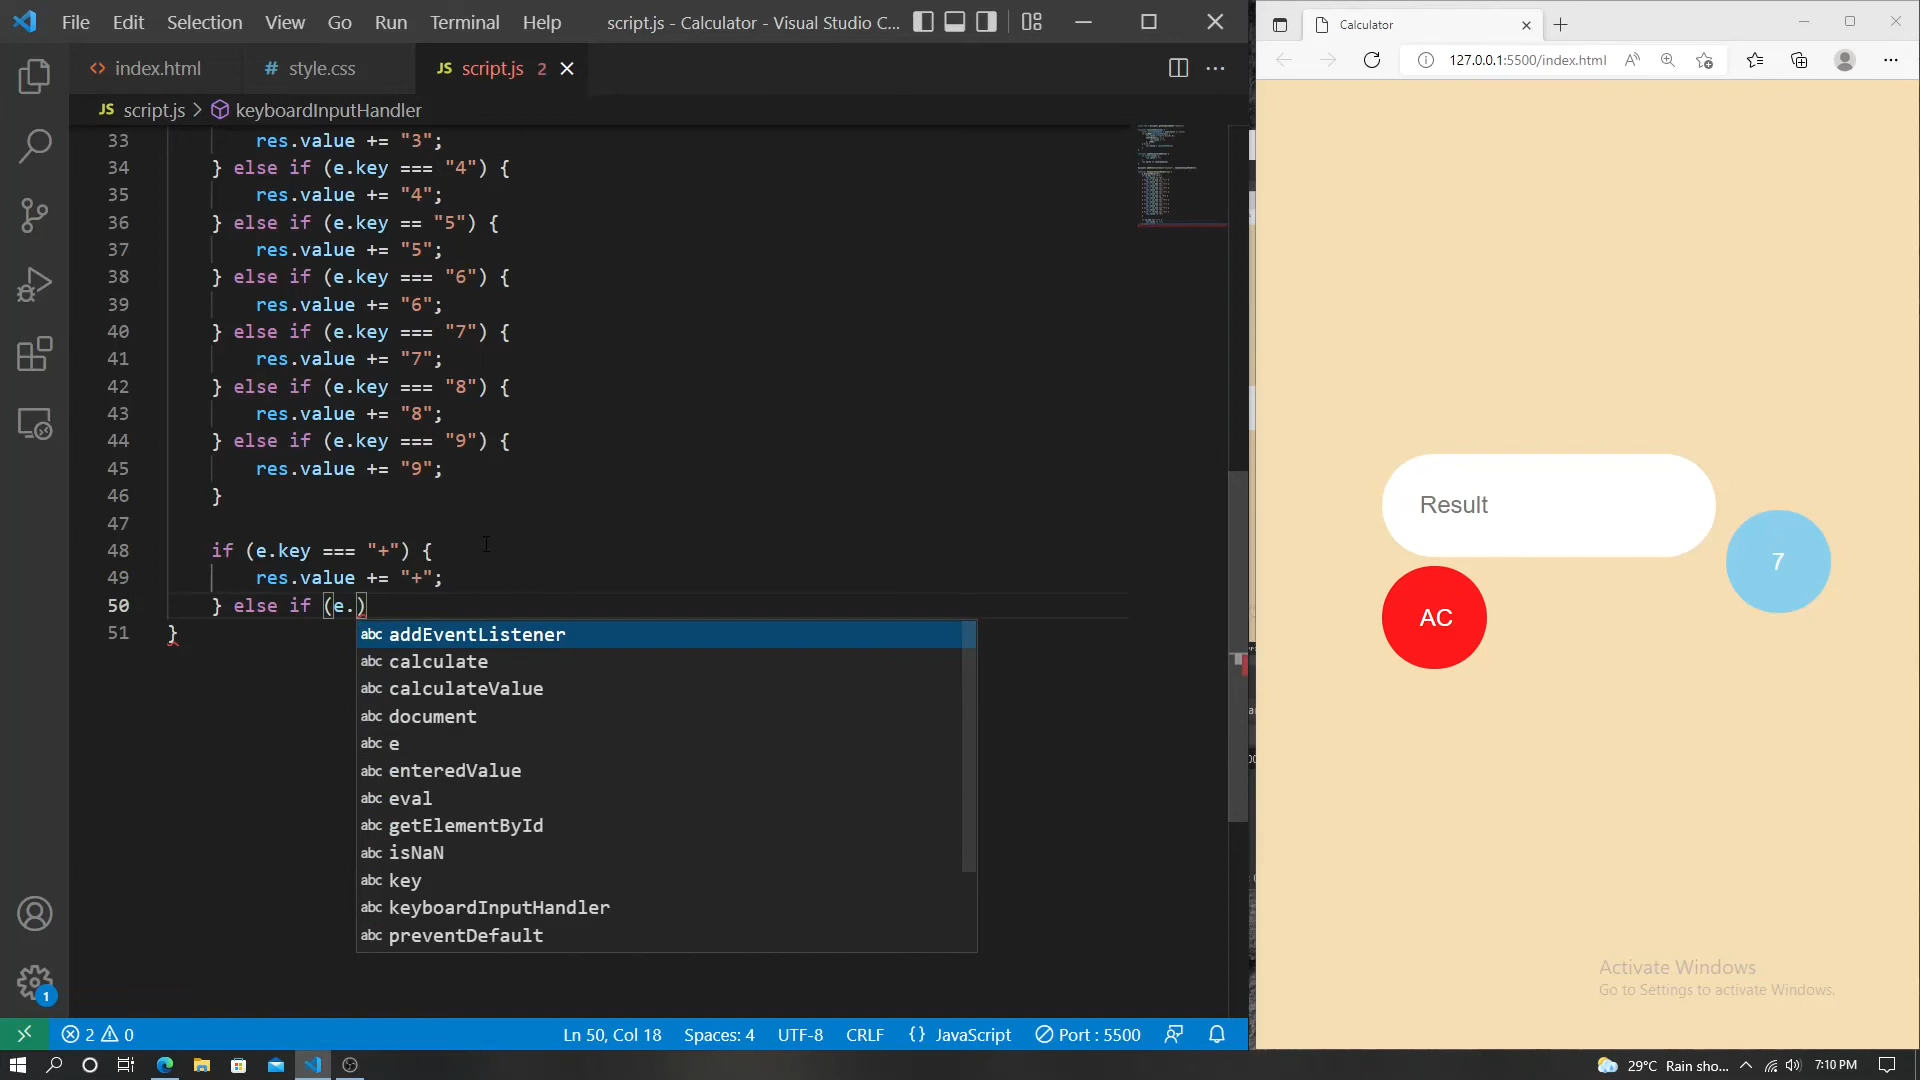 File Edit Selection View Go Run Terminal Help script.js - Calculator - Visual Studio C...
index.html
style.css
JS script.js 2
JS script.js > keyboardInputHandler
33 res.value += "3";
34 } else if (e.key === "4") {
35 res.value += "4";
36 } else if (e.key == "5") {
37 res.value += "5";
38 } else if (e.key === "6") {
39 res.value += "6";
40 } else if (e.key === "7") {
41 res.value += "7";
42 } else if (e.key === "8") {
43 res.value += "8";
44 } else if (e.key === "9") {
45 res.value += "9";
46 }
47
48 if (e.key === "+") {
49 res.value += "+";
50 } else if (e.)
51 }
abc addEventListener
abc calculate
abc calculateValue
abc document
abc e
abc enteredValue
abc eval
abc getElementById
abc isNaN
abc key
abc keyboardInputHandler
abc preventDefault
1
2 0 Ln 50, Col 18 Spaces: 4 UTF-8 CRLF {} JavaScript Port : 5500
Calculator
127.0.0.1:5500/index.html
Result
7
AC
Activate Windows
Go to Settings to activate Windows.
29°C Rain sho... 7:10 PM